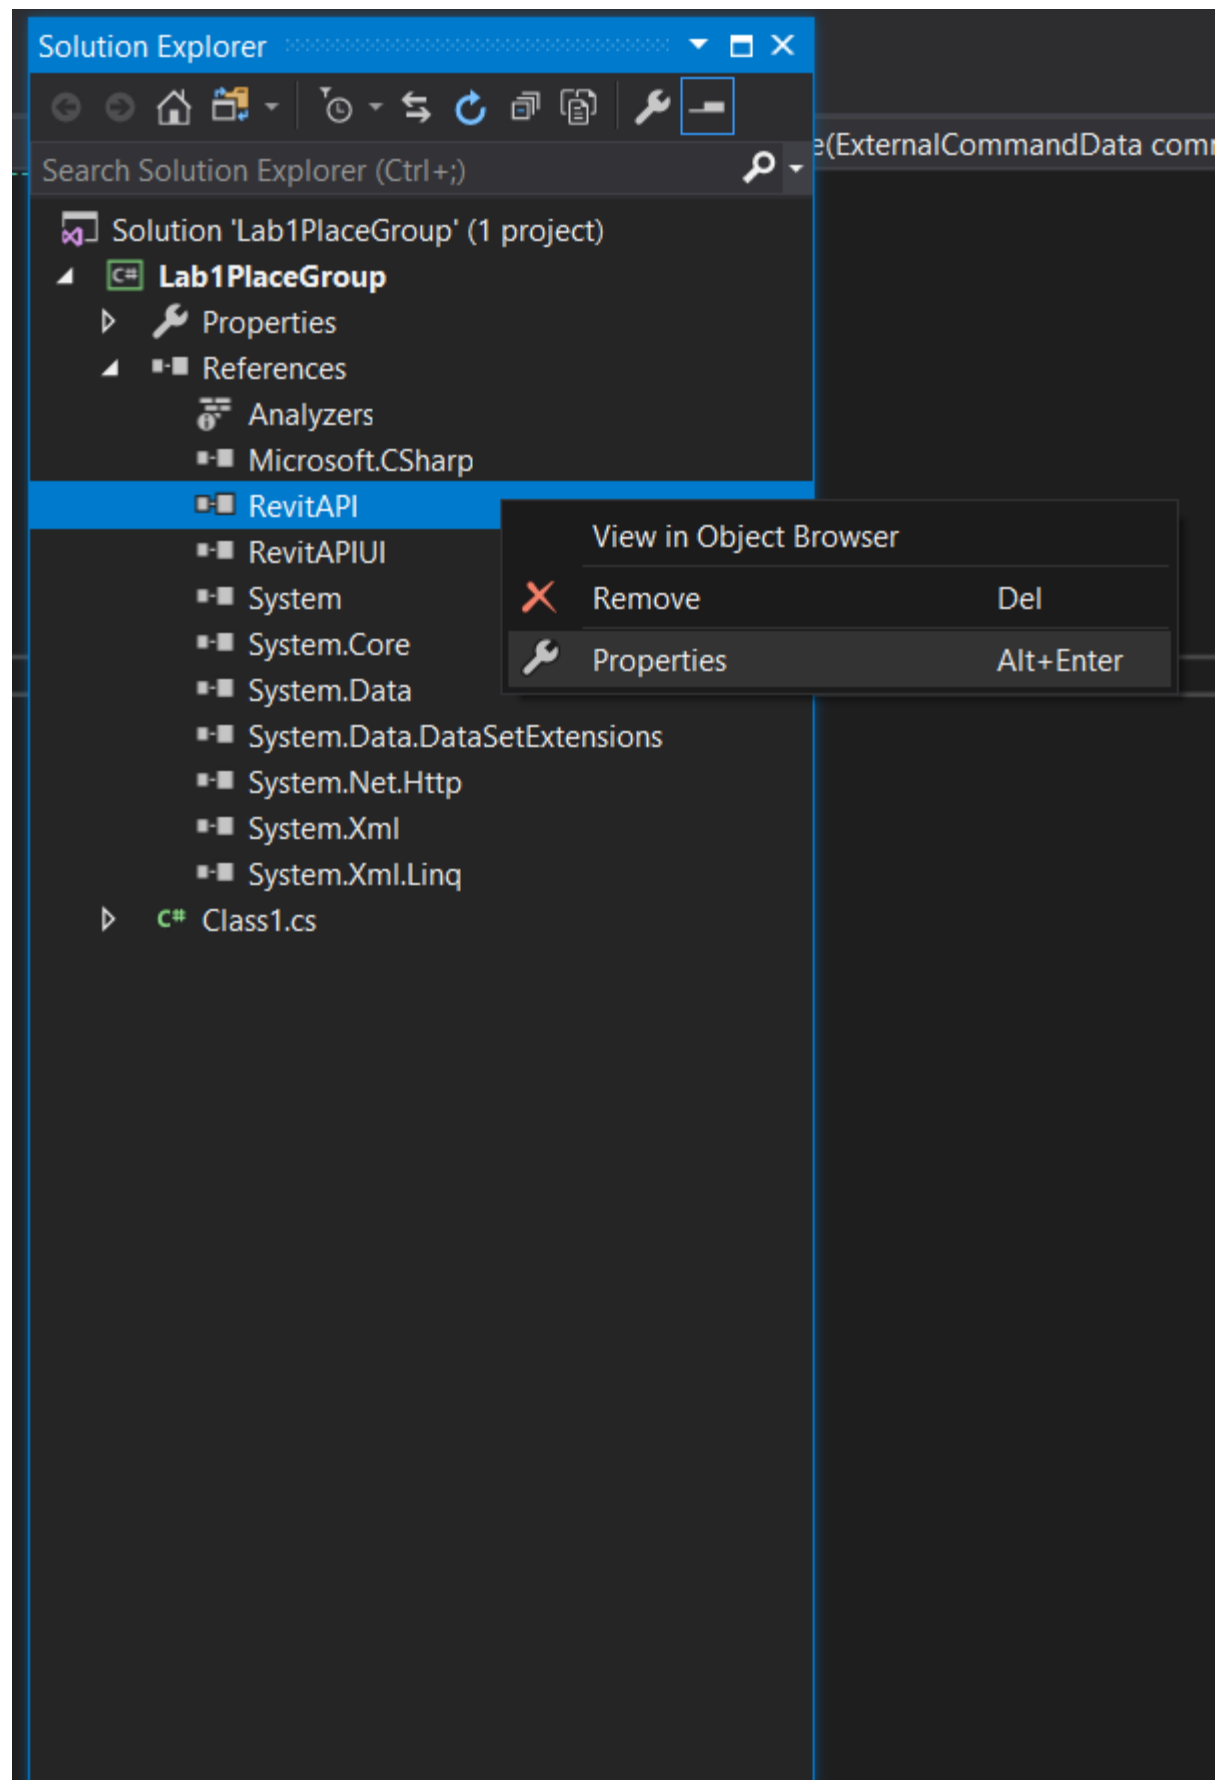 Solution Explorer
e(ExternalCommandData
Search Solution Explorer (Ctrl+;)
Solution 'Lab1PlaceGroup' (1 project)
C# Lab1PlaceGroup
Properties
References
Analyzers
Microsoft.CSharp
RevitAPI
View in Object Browser
RevitAPIUI
System
Remove Del
System.Core
Properties Alt+Enter
System.Data
System.Data.DataSetExtensions
System.Net.Http
System.Xml
System.Xml.Linq
C# Class1.cs